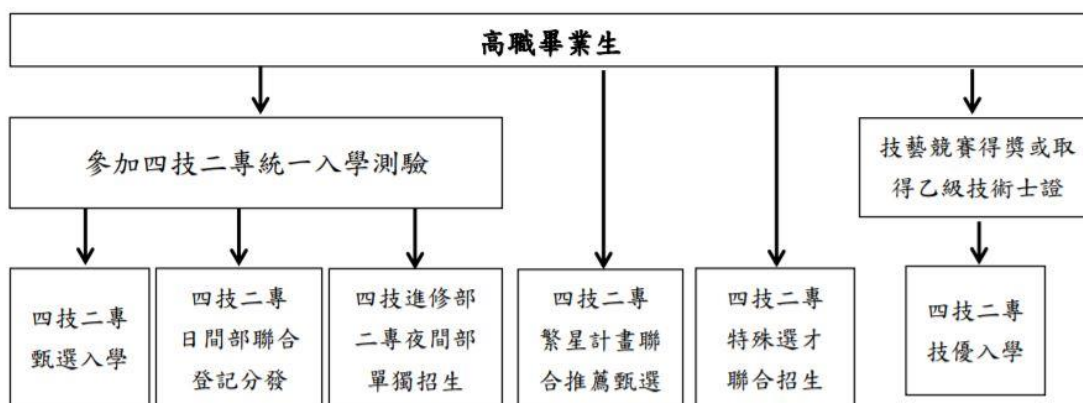 高職畢業生
參加四技二專統一入學測驗
技藝競賽得獎或取
得乙級技術士證
四技二專
甄選入學
四技二專
日間部聯合
登記分發
四技進修部
二專夜間部
單獨招生
四技二專
繁星計畫聯
合推薦甄選
四技二專
特殊選才
聯合招生
四技二專
技優入學